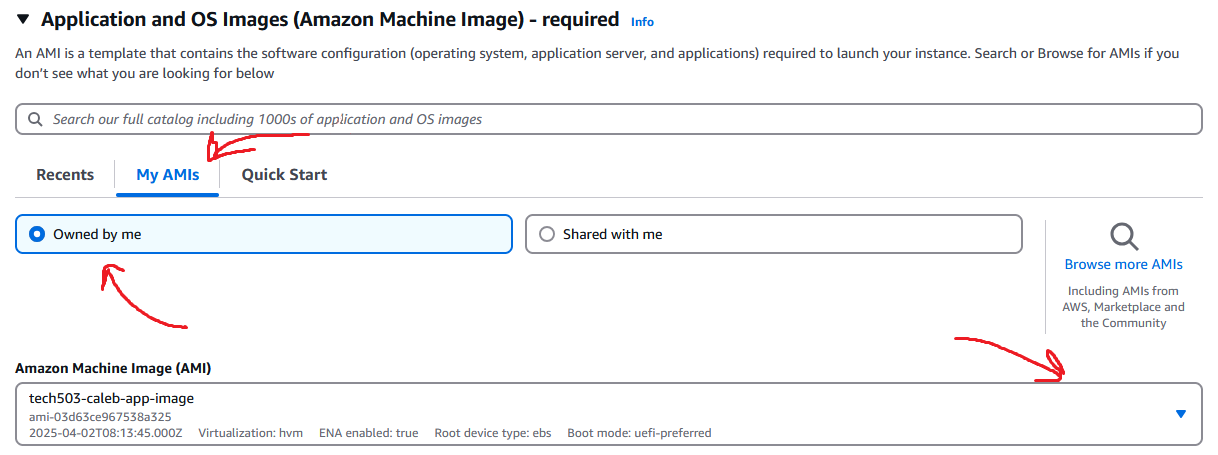 Application and OS Images (Amazon Machine Image) - required Info
An AMI is a template that contains the software configuration (operating system, application server, and applications) required to launch your instance. Search or Browse for AMIs if you
don't see what you are looking for below
Search our full catalog including 1000s of application and OS images
Recents My AMIs Quick Start
Owned by me Shared with me
Browse more AMIs
Including AMIs from
AWS, Marketplace and
the Community
Amazon Machine Image (AMI)
tech503-caleb-app-image
ami-03d63ce967538a325
2025-04-02T08:13:45.000Z Virtualization: hvm ENA enabled: true Root device type: ebs Boot mode: uefi-preferred